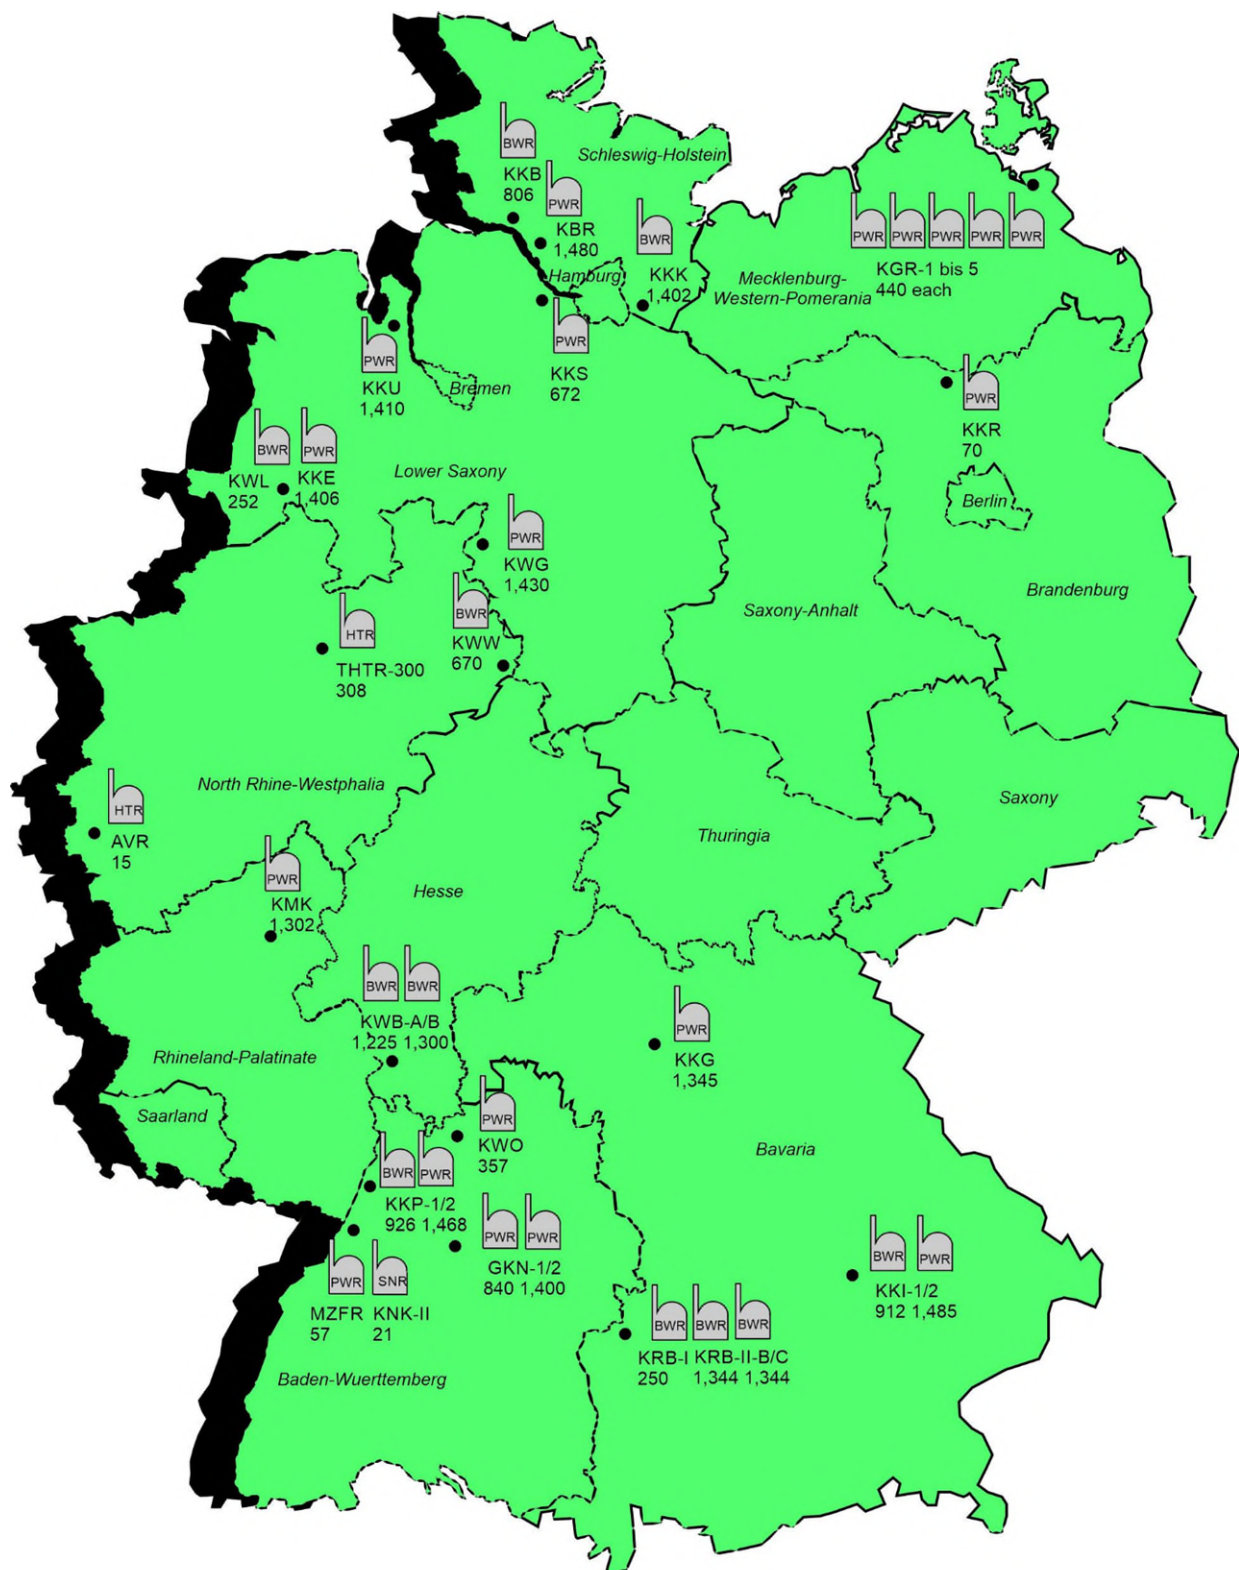 BWR
Schleswig-Holstein
KKB
806
PWR
KBR
1,480
BWR
KKK
1,402
Hamburg
PWR PWR PWR PWR PWR
KGR-1 bis 5
440 each
Mecklenburg-
Western-Pomerania
PWR
KKU
1,410
Bremen
PWR
KKS
672
PWR
KKR
70
BWR PWR
KWL KKE
252 1,406
Lower Saxony
Berlin
PWR
KWG
1,430
BWR
KWW
670
Saxony-Anhalt
Brandenburg
HTR
THTR-300
308
North Rhine-Westphalia
HTR
AVR
15
Saxony
Thuringia
PWR
KMK
1,302
Hesse
BWR BWR
KWB-A/B
1,225 1,300
PWR
KKG
1,345
Rhineland-Palatinate
Saarland
PWR
KWO
357
Bavaria
BWR PWR
KKP-1/2
926 1,468
PWR PWR
GKN-1/2
840 1,400
BWR PWR
KKI-1/2
912 1,485
PWR SNR
MZFR KNK-II
57 21
BWR BWR BWR
KRB-I KRB-II-B/C
250 1,344 1,344
Baden-Wuerttemberg